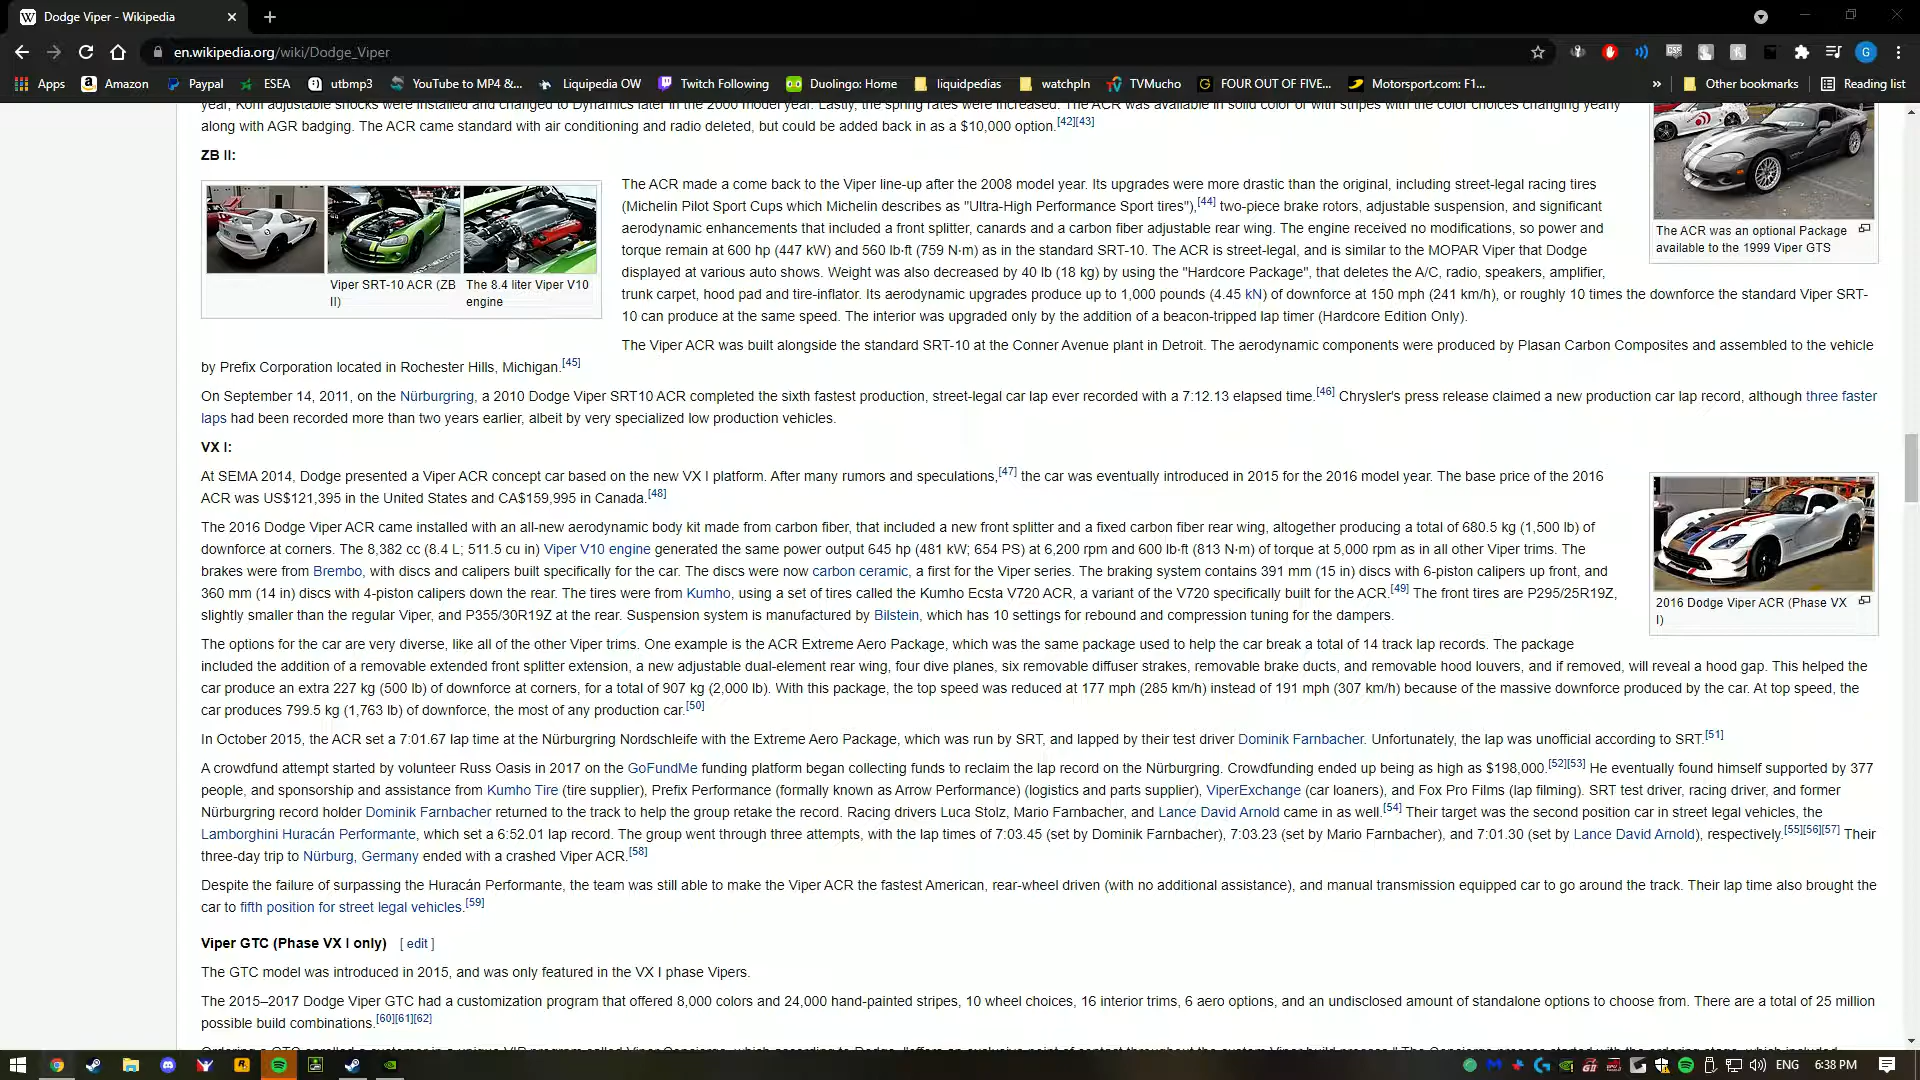 Dodge Viper - Wikipedia
en.wikipedia.org/wiki/Dodge_Viper
Apps Amazon Paypal ESEA utbmp3 YouTube to MP4 &... Liquipedia OW Twitch Following Duolingo: Home liquidpedias watchpln TVMucho FOUR OUT OF FIVE... Motorsport.com: F1... » Other bookmarks Reading list
year, Koni adjustable shocks were installed and changed to Dynamics later in the 2000 model year. Lastly, the spring rates were increased. The ACR was available in solid color or with stripes with the color choices changing yearly
along with AGR badging. The ACR came standard with air conditioning and radio deleted, but could be added back in as a $10,000 option.[42][43]
The ACR was an optional Package
available to the 1999 Viper GTS
ZB II:
Viper SRT-10 ACR (ZB
II)
The 8.4 liter Viper V10
engine
The ACR made a come back to the Viper line-up after the 2008 model year. Its upgrades were more drastic than the original, including street-legal racing tires
(Michelin Pilot Sport Cups which Michelin describes as "Ultra-High Performance Sport tires"),[44] two-piece brake rotors, adjustable suspension, and significant
aerodynamic enhancements that included a front splitter, canards and a carbon fiber adjustable rear wing. The engine received no modifications, so power and
torque remain at 600 hp (447 kW) and 560 lb·ft (759 N·m) as in the standard SRT-10. The ACR is street-legal, and is similar to the MOPAR Viper that Dodge
displayed at various auto shows. Weight was also decreased by 40 lb (18 kg) by using the "Hardcore Package", that deletes the A/C, radio, speakers, amplifier,
trunk carpet, hood pad and tire-inflator. Its aerodynamic upgrades produce up to 1,000 pounds (4.45 kN) of downforce at 150 mph (241 km/h), or roughly 10 times the downforce the standard Viper SRT-
10 can produce at the same speed. The interior was upgraded only by the addition of a beacon-tripped lap timer (Hardcore Edition Only).
The Viper ACR was built alongside the standard SRT-10 at the Conner Avenue plant in Detroit. The aerodynamic components were produced by Plasan Carbon Composites and assembled to the vehicle
by Prefix Corporation located in Rochester Hills, Michigan.[45]
On September 14, 2011, on the Nürburgring, a 2010 Dodge Viper SRT10 ACR completed the sixth fastest production, street-legal car lap ever recorded with a 7:12.13 elapsed time.[46] Chrysler's press release claimed a new production car lap record, although three faster
laps had been recorded more than two years earlier, albeit by very specialized low production vehicles.
VX I:
At SEMA 2014, Dodge presented a Viper ACR concept car based on the new VX I platform. After many rumors and speculations,[47] the car was eventually introduced in 2015 for the 2016 model year. The base price of the 2016
ACR was US$121,395 in the United States and CA$159,995 in Canada.[48]
2016 Dodge Viper ACR (Phase VX
I)
The 2016 Dodge Viper ACR came installed with an all-new aerodynamic body kit made from carbon fiber, that included a new front splitter and a fixed carbon fiber rear wing, altogether producing a total of 680.5 kg (1,500 lb) of
downforce at corners. The 8,382 cc (8.4 L; 511.5 cu in) Viper V10 engine generated the same power output 645 hp (481 kW; 654 PS) at 6,200 rpm and 600 lb·ft (813 N·m) of torque at 5,000 rpm as in all other Viper trims. The
brakes were from Brembo, with discs and calipers built specifically for the car. The discs were now carbon ceramic, a first for the Viper series. The braking system contains 391 mm (15 in) discs with 6-piston calipers up front, and
360 mm (14 in) discs with 4-piston calipers down the rear. The tires were from Kumho, using a set of tires called the Kumho Ecsta V720 ACR, a variant of the V720 specifically built for the ACR.[49] The front tires are P295/25R19Z,
slightly smaller than the regular Viper, and P355/30R19Z at the rear. Suspension system is manufactured by Bilstein, which has 10 settings for rebound and compression tuning for the dampers.
The options for the car are very diverse, like all of the other Viper trims. One example is the ACR Extreme Aero Package, which was the same package used to help the car break a total of 14 track lap records. The package
included the addition of a removable extended front splitter extension, a new adjustable dual-element rear wing, four dive planes, six removable diffuser strakes, removable brake ducts, and removable hood louvers, and if removed, will reveal a hood gap. This helped the
car produce an extra 227 kg (500 lb) of downforce at corners, for a total of 907 kg (2,000 lb). With this package, the top speed was reduced at 177 mph (285 km/h) instead of 191 mph (307 km/h) because of the massive downforce produced by the car. At top speed, the
car produces 799.5 kg (1,763 lb) of downforce, the most of any production car.[50]
In October 2015, the ACR set a 7:01.67 lap time at the Nürburgring Nordschleife with the Extreme Aero Package, which was run by SRT, and lapped by their test driver Dominik Farnbacher. Unfortunately, the lap was unofficial according to SRT.[51]
A crowdfund attempt started by volunteer Russ Oasis in 2017 on the GoFundMe funding platform began collecting funds to reclaim the lap record on the Nürburgring. Crowdfunding ended up being as high as $198,000.[52][53] He eventually found himself supported by 377
people, and sponsorship and assistance from Kumho Tire (tire supplier), Prefix Performance (formally known as Arrow Performance) (logistics and parts supplier), ViperExchange (car loaners), and Fox Pro Films (lap filming). SRT test driver, racing driver, and former
Nürburgring record holder Dominik Farnbacher returned to the track to help the group retake the record. Racing drivers Luca Stolz, Mario Farnbacher, and Lance David Arnold came in as well.[54] Their target was the second position car in street legal vehicles, the
Lamborghini Huracán Performante, which set a 6:52.01 lap record. The group went through three attempts, with the lap times of 7:03.45 (set by Dominik Farnbacher), 7:03.23 (set by Mario Farnbacher), and 7:01.30 (set by Lance David Arnold), respectively.[55][56][57] Their
three-day trip to Nürburg, Germany ended with a crashed Viper ACR.[58]
Despite the failure of surpassing the Huracán Performante, the team was still able to make the Viper ACR the fastest American, rear-wheel driven (with no additional assistance), and manual transmission equipped car to go around the track. Their lap time also brought the
car to fifth position for street legal vehicles.[59]
Viper GTC (Phase VX I only) [ edit ]
The GTC model was introduced in 2015, and was only featured in the VX I phase Vipers.
The 2015–2017 Dodge Viper GTC had a customization program that offered 8,000 colors and 24,000 hand-painted stripes, 10 wheel choices, 16 interior trims, 6 aero options, and an undisclosed amount of standalone options to choose from. There are a total of 25 million
possible build combinations.[60][61][62]
ENG 6:38 PM